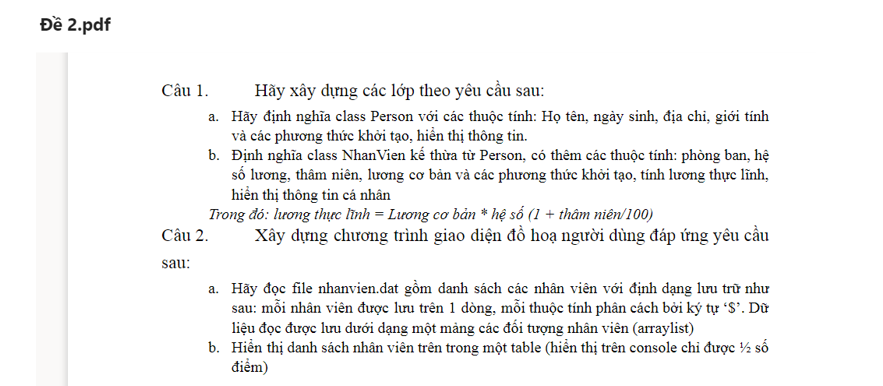 Đề 2.pdf
Câu 1. Hãy xây dựng các lớp theo yêu cầu sau:
a. Hãy định nghĩa class Person với các thuộc tính: Họ tên, ngày sinh, địa chỉ, giới tính
và các phương thức khởi tạo, hiển thị thông tin.
b. Định nghĩa class NhanVien kế thừa từ Person, có thêm các thuộc tính: phòng ban, hệ
số lương, thâm niên, lương cơ bản và các phương thức khởi tạo, tính lương thực lĩnh,
hiển thị thông tin cá nhân
Trong đó: lương thực lĩnh = Lương cơ bản * hệ số (1 + thâm niên/100)
Câu 2. Xây dựng chương trình giao diện đồ hoạ người dùng đáp ứng yêu cầu
sau:
a. Hãy đọc file nhanvien.dat gồm danh sách các nhân viên với định dạng lưu trữ như
sau: mỗi nhân viên được lưu trên 1 dòng, mỗi thuộc tính phân cách bởi ký tự ‘$’. Dữ
liệu đọc được lưu dưới dạng một mảng các đối tượng nhân viên (arraylist)
b. Hiển thị danh sách nhân viên trên trong một table (hiển thị trên console chỉ được ½ số
điểm)